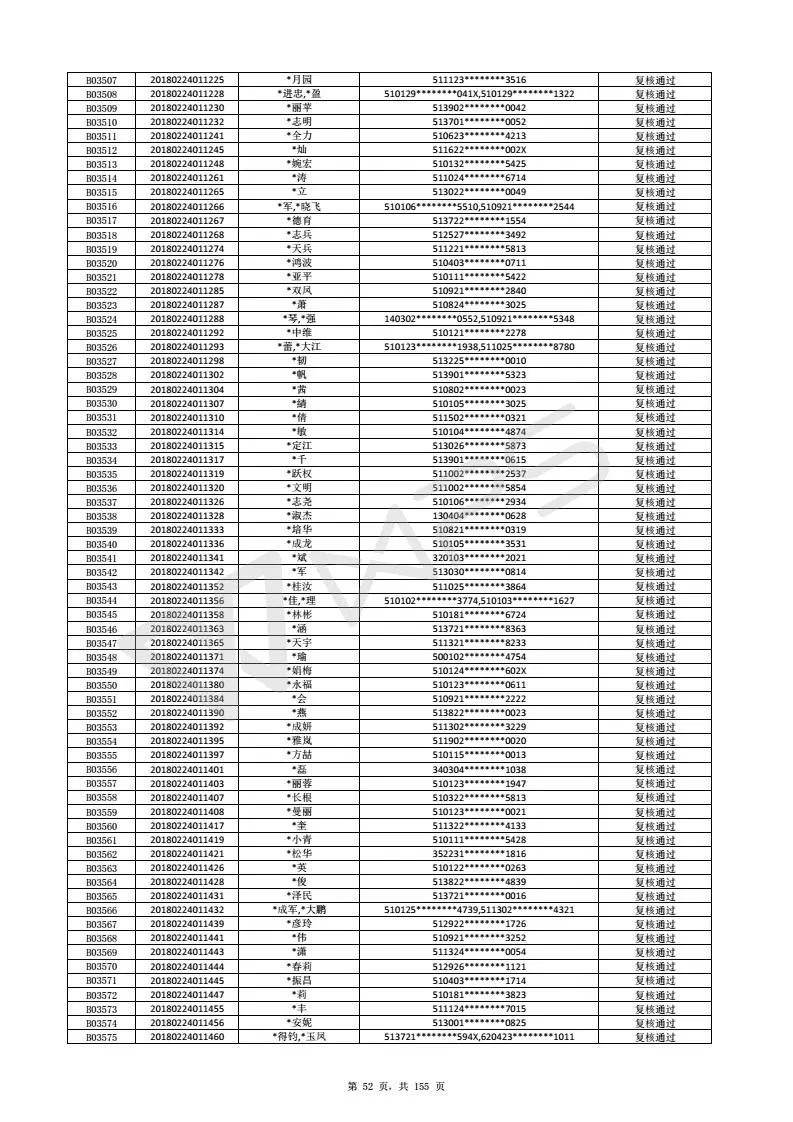 B03507 20180224011225 *月园 511123********3516 复核通过
B03508 20180224011228 *进忠,*盈 510129********041X,510129********1322 复核通过
B03509 20180224011230 *丽苹 513902********0042 复核通过
B03510 20180224011232 *志明 513701********0052 复核通过
B03511 20180224011241 *全力 510623********4213 复核通过
B03512 20180224011245 *灿 511622********002X 复核通过
B03513 20180224011248 *婉宏 510132********5425 复核通过
B03514 20180224011261 *涛 511024********6714 复核通过
B03515 20180224011265 *立 513022********0049 复核通过
B03516 20180224011266 *军,*晓飞 510106********5510,510921********2544 复核通过
B03517 20180224011267 *德育 513722********1554 复核通过
B03518 20180224011268 *志兵 512527********3492 复核通过
B03519 20180224011274 *天兵 511221********5813 复核通过
B03520 20180224011276 *鸿波 510403********0711 复核通过
B03521 20180224011278 *亚平 510111********5422 复核通过
B03522 20180224011285 *双凤 510921********2840 复核通过
B03523 20180224011287 *萧 510824********3025 复核通过
B03524 20180224011288 *琴,*强 140302********0552,510921********5348 复核通过
B03525 20180224011292 *中维 510121********2278 复核通过
B03526 20180224011293 *蕾,*大江 510123********1938,511025********8780 复核通过
B03527 20180224011298 *韧 513225********0010 复核通过
B03528 20180224011302 *帆 513901********5323 复核通过
B03529 20180224011304 *茜 510802********0023 复核通过
B03530 20180224011307 *婧 510105********3025 复核通过
B03531 20180224011310 *倩 511502********0321 复核通过
B03532 20180224011314 *敏 510104********4874 复核通过
B03533 20180224011315 *定江 513026********5873 复核通过
B03534 20180224011317 *千 513901********0615 复核通过
B03535 20180224011319 *跃权 511002********2537 复核通过
B03536 20180224011320 *文明 511002********5854 复核通过
B03537 20180224011326 *志尧 510106********2934 复核通过
B03538 20180224011328 *淑杰 130404********0628 复核通过
B03539 20180224011333 *培华 510821********0319 复核通过
B03540 20180224011336 *成龙 510105********3531 复核通过
B03541 20180224011341 *斌 320103********2021 复核通过
B03542 20180224011342 *军 513030********0814 复核通过
B03543 20180224011352 *桂汝 511025********3864 复核通过
B03544 20180224011356 *佳,*理 510102********3774,510103********1627 复核通过
B03545 20180224011358 *林彬 510181********6724 复核通过
B03546 20180224011363 *涵 513721********8363 复核通过
B03547 20180224011365 *天宇 511321********8233 复核通过
B03548 20180224011371 *瑜 500102********4754 复核通过
B03549 20180224011374 *娟梅 510124********602X 复核通过
B03550 20180224011380 *永福 510123********0611 复核通过
B03551 20180224011384 *会 510921********2222 复核通过
B03552 20180224011390 *燕 513822********0023 复核通过
B03553 20180224011392 *成妍 511302********3229 复核通过
B03554 20180224011395 *雅岚 511902********0020 复核通过
B03555 20180224011397 *方喆 510115********0013 复核通过
B03556 20180224011401 *磊 340304********1038 复核通过
B03557 20180224011403 *丽蓉 510123********1947 复核通过
B03558 20180224011407 *长根 510322********5813 复核通过
B03559 20180224011408 *曼丽 510123********0021 复核通过
B03560 20180224011417 *奎 511322********4133 复核通过
B03561 20180224011419 *小青 510111********5428 复核通过
B03562 20180224011421 *松华 352231********1816 复核通过
B03563 20180224011426 *英 510122********0263 复核通过
B03564 20180224011428 *俊 513822********4839 复核通过
B03565 20180224011431 *泽民 513721********0016 复核通过
B03566 20180224011432 *成军,*大鹏 510125********4739,511302********4321 复核通过
B03567 20180224011439 *彦玲 512922********1726 复核通过
B03568 20180224011441 *伟 510921********3252 复核通过
B03569 20180224011443 *潇 511324********0054 复核通过
B03570 20180224011444 *春莉 512926********1121 复核通过
B03571 20180224011445 *振昌 510403********1714 复核通过
B03572 20180224011447 *莉 510181********3823 复核通过
B03573 20180224011455 *丰 511124********7015 复核通过
B03574 20180224011456 *安妮 513001********0825 复核通过
B03575 20180224011460 *得钧,*玉凤 513721********594X,620423********1011 复核通过
WPS
第 52 页，共 155 页